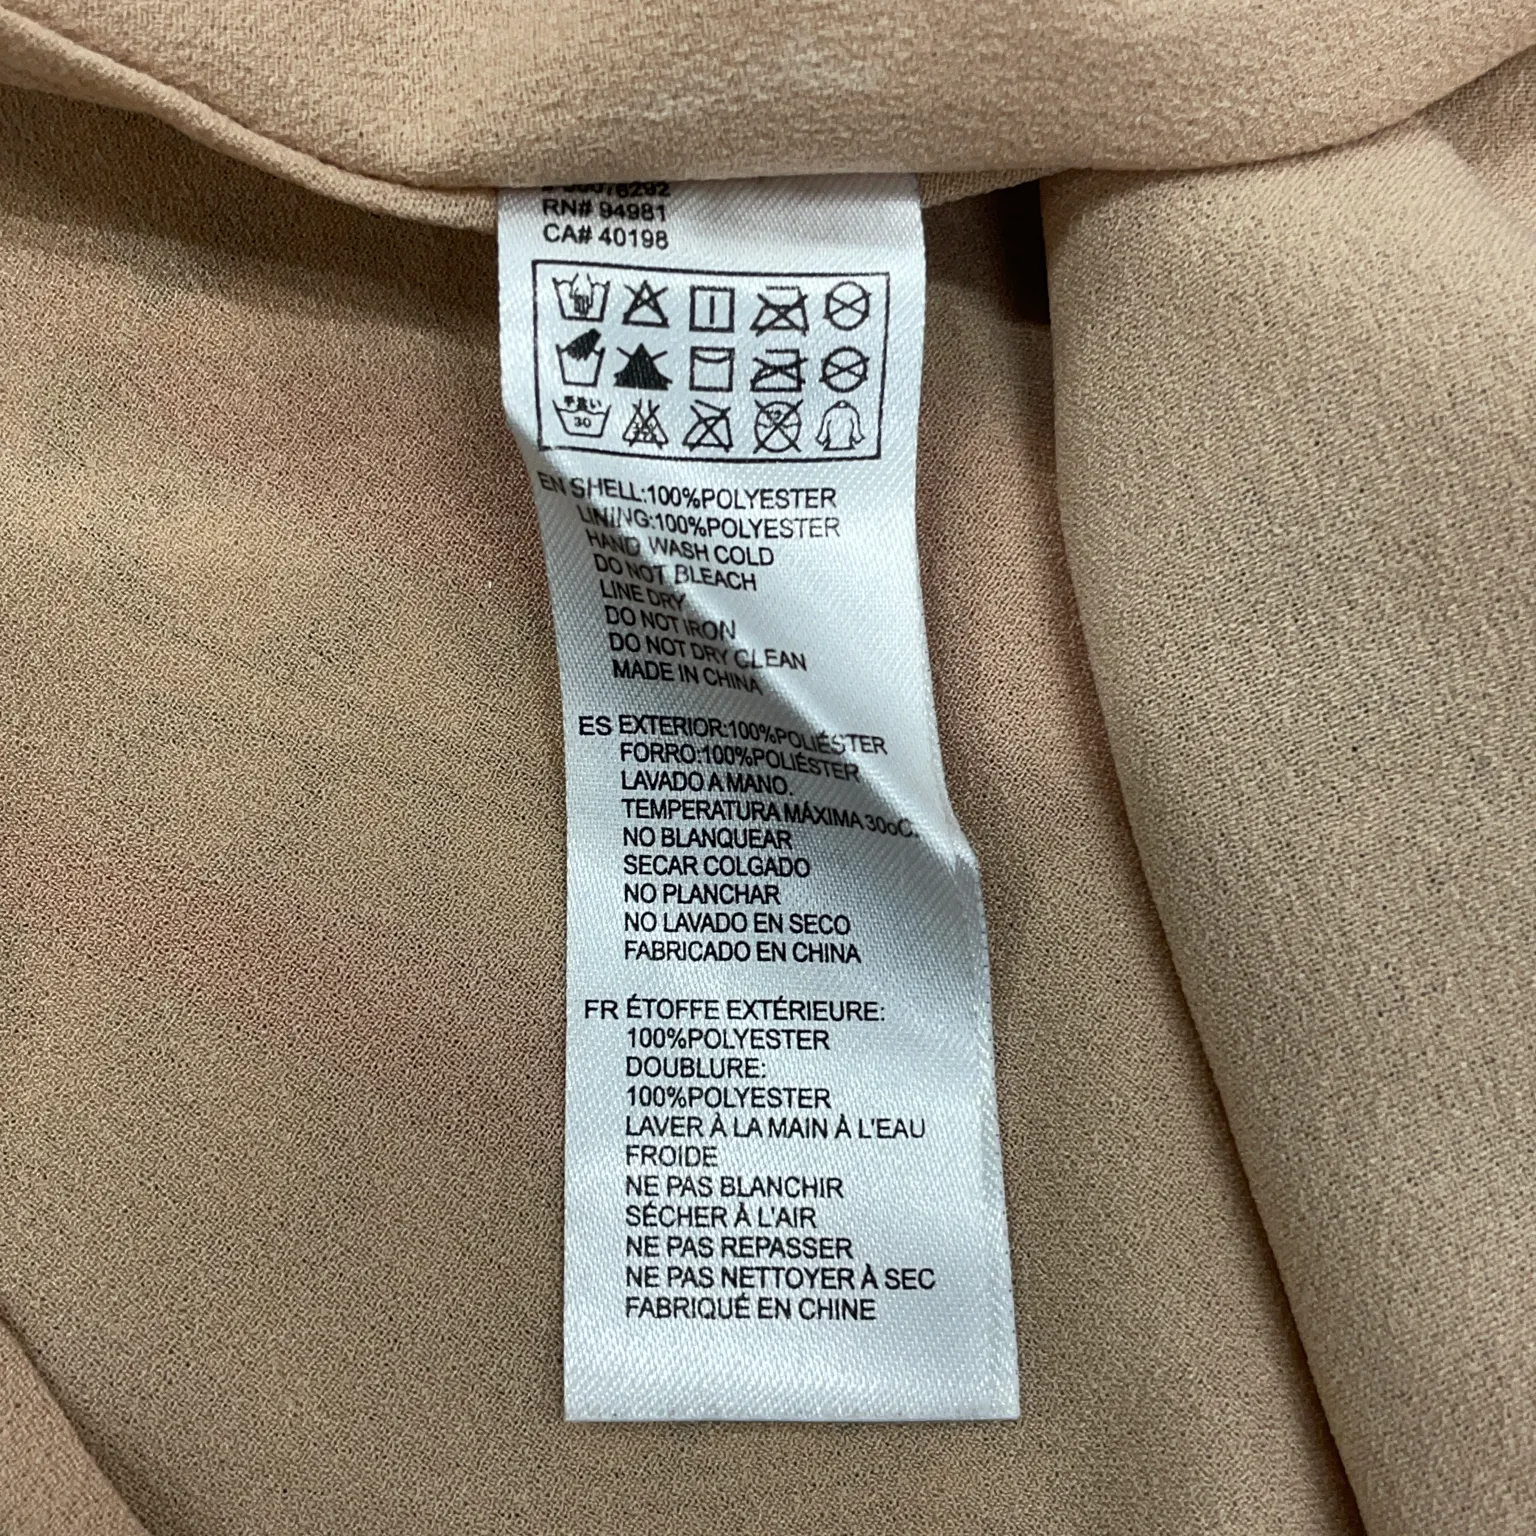 RN# 94981
CA# 40198
手洗い
30
EN SHELL:100%POLYESTER
LINING:100%POLYESTER
HAND WASH COLD
DO NOT BLEACH
LINE DRY
DO NOT IRON
DO NOT DRY CLEAN
MADE IN CHINA
ES EXTERIOR:100%POLIÉSTER
FORRO:100%POLIÉSTER
LAVADO A MANO.
TEMPERATURA MÁXIMA 30oC.
NO BLANQUEAR
SECAR COLGADO
NO PLANCHAR
NO LAVADO EN SECO
FABRICADO EN CHINA
FR ÉTOFFE EXTÉRIEURE:
100%POLYESTER
DOUBLURE:
100%POLYESTER
LAVER À LA MAIN À L'EAU
FROIDE
NE PAS BLANCHIR
SÉCHER À L'AIR
NE PAS REPASSER
NE PAS NETTOYER À SEC
FABRIQUÉ EN CHINE